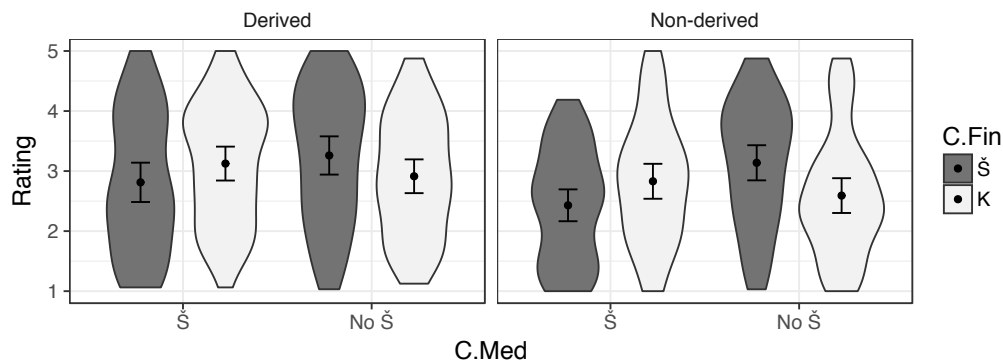 Derived Non-derived
5
4
3
2
1
Rating
Š No Š Š No Š
C.Med
C.Fin
Š
K